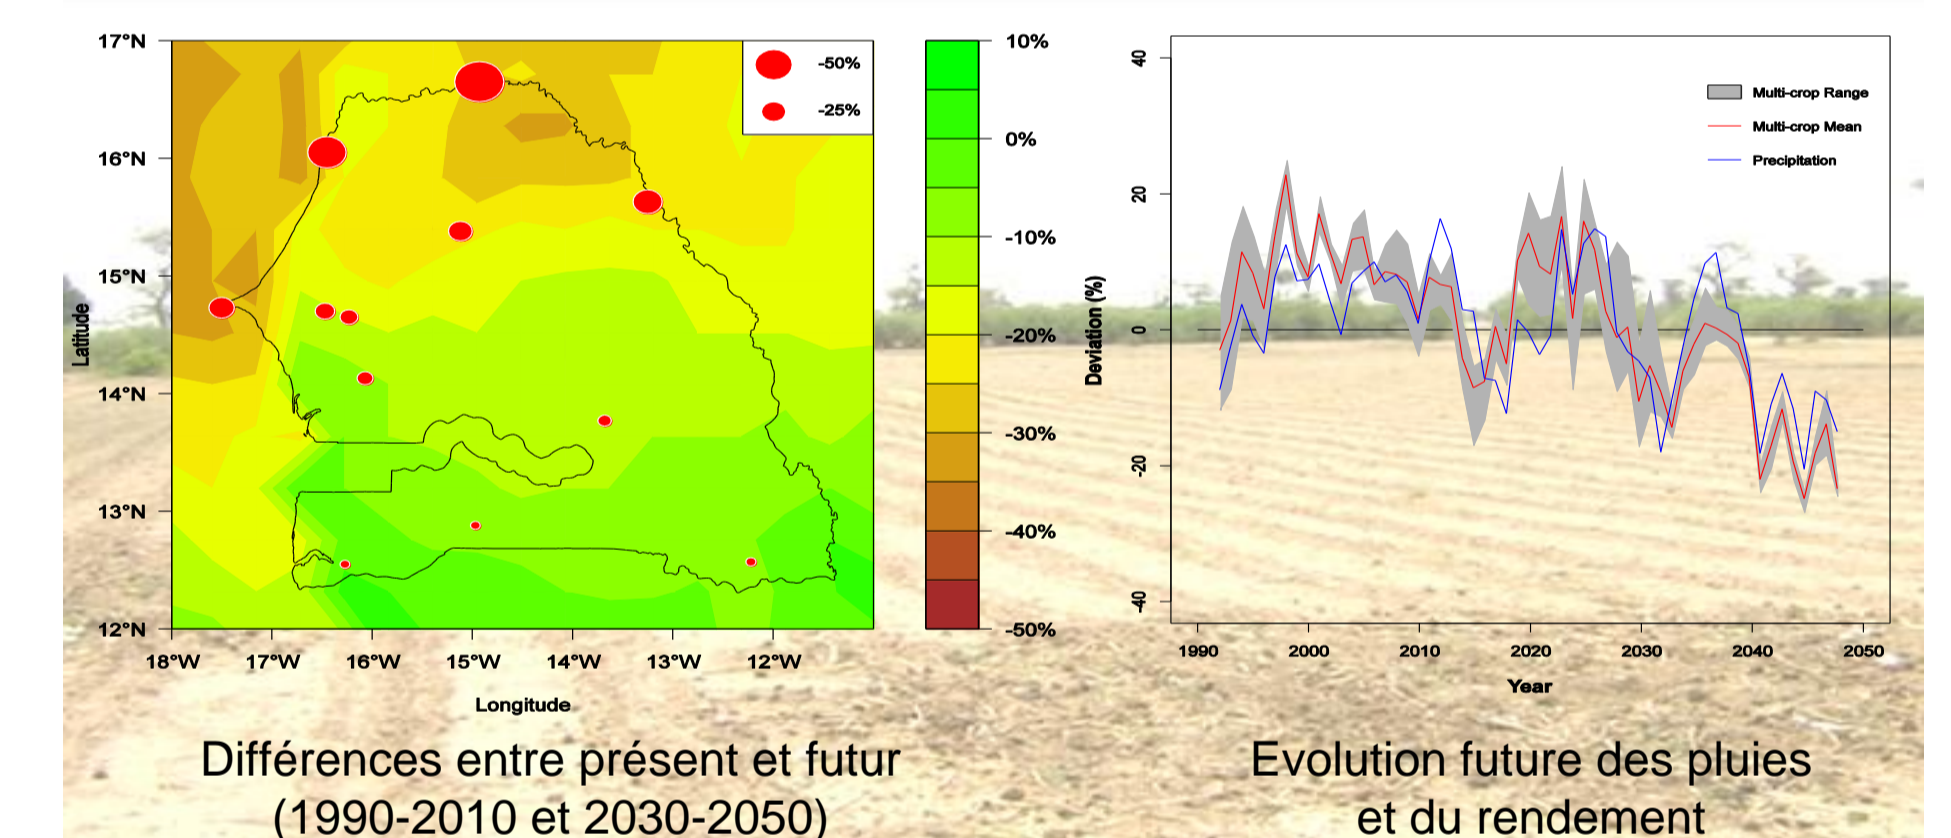 17°N
16°N
15°N
14°N
13°N
12°N
Latitude
18°W
17°W
16°W
15°W
14°W
13°W
12°W
Longitude
-50%
-25%
10%
0%
-10%
-20%
-30%
-40%
-50%
Différences entre présent et futur
(1990-2010 et 2030-2050)
40
20
0
-20
-40
Deviation (%)
Multi-crop Range
Multi-crop Mean
Precipitation
1990
2000
2010
2020
2030
2040
2050
Year
Evolution future des pluies
et du rendement